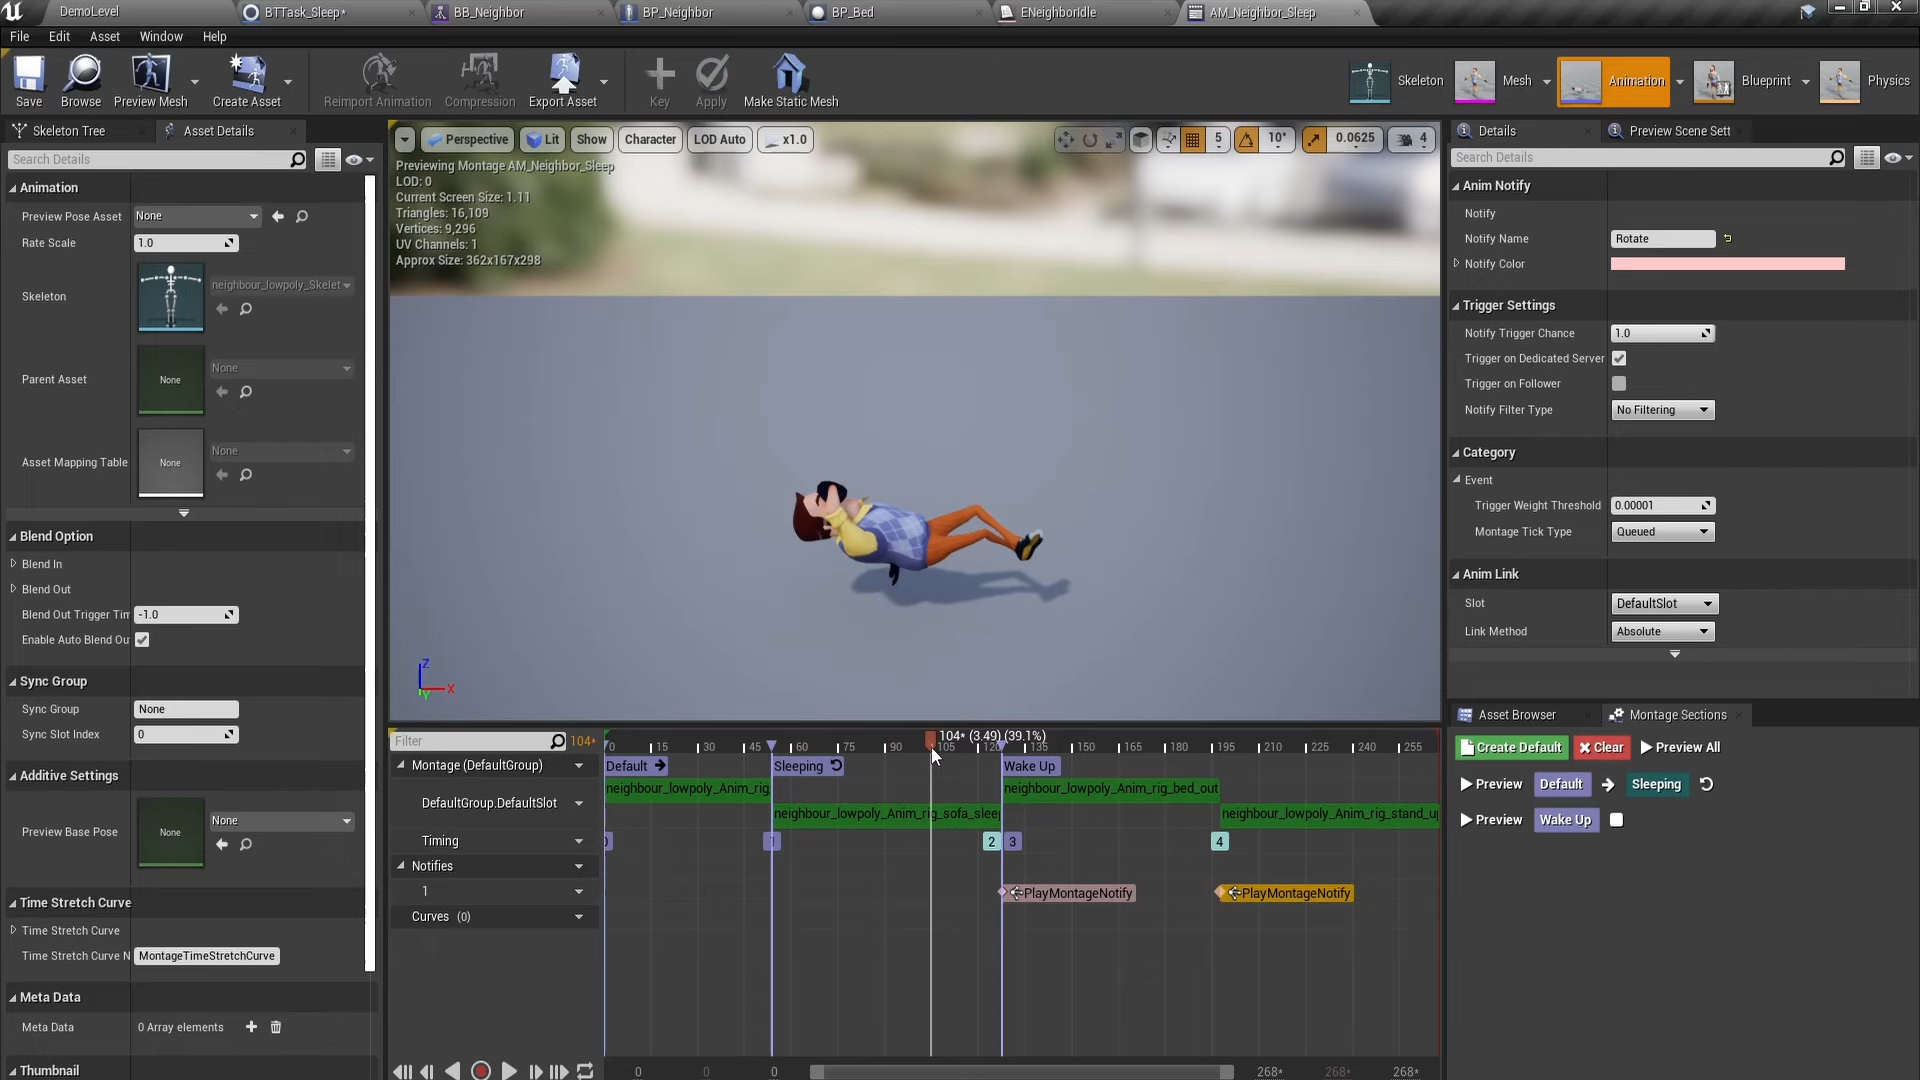 DemoLevel
BTTask_Sleep*
BB_Neighbor
BP_Neighbor
BP_Bed
ENeighborIdle
AM_Neighbor_Sleep
File Edit Asset Window Help
Save
Browse
Preview Mesh
Create Asset
Reimport Animation
Compression
Export Asset
Key
Apply
Make Static Mesh
Skeleton
Mesh
Animation
Blueprint
Physics
Skeleton Tree
Asset Details
Search Details
Animation
Preview Pose Asset None
Rate Scale 1.0
Skeleton neighbour_lowpoly_Skelet
Parent Asset None None
Asset Mapping Table None None
Blend Option
Blend In
Blend Out
Blend Out Trigger Tim -1.0
Enable Auto Blend Ou
Sync Group
Sync Group None
Sync Slot Index 0
Additive Settings
Preview Base Pose None None
Time Stretch Curve
Time Stretch Curve
Time Stretch Curve N MontageTimeStretchCurve
Meta Data
Meta Data 0 Array elements
Thumbnail
Perspective Lit Show Character LOD Auto x1.0
5 10° 0.0625 4
Previewing Montage AM_Neighbor_Sleep
LOD: 0
Current Screen Size: 1.11
Triangles: 16,109
Vertices: 9,296
UV Channels: 1
Approx Size: 362x167x298
Z
X
Y
Filter 104*
104* (3.49) (39.1%)
0 15 30 45 60 75 90 105 120 135 150 165 180 195 210 225 240 255
Montage (DefaultGroup)
Default Sleeping Wake Up
neighbour_lowpoly_Anim_rig neighbour_lowpoly_Anim_rig_bed_out
DefaultGroup.DefaultSlot
neighbour_lowpoly_Anim_rig_sofa_sleep neighbour_lowpoly_Anim_rig_stand_u
Timing 1 2 3 4
Notifies
1 PlayMontageNotify PlayMontageNotify
Curves (0)
0 0 0 268* 268* 268*
Details
Preview Scene Sett
Search Details
Anim Notify
Notify
Notify Name Rotate
Notify Color
Trigger Settings
Notify Trigger Chance 1.0
Trigger on Dedicated Server
Trigger on Follower
Notify Filter Type No Filtering
Category
Event
Trigger Weight Threshold 0.00001
Montage Tick Type Queued
Anim Link
Slot DefaultSlot
Link Method Absolute
Asset Browser
Montage Sections
Create Default Clear Preview All
Preview Default Sleeping
Preview Wake Up